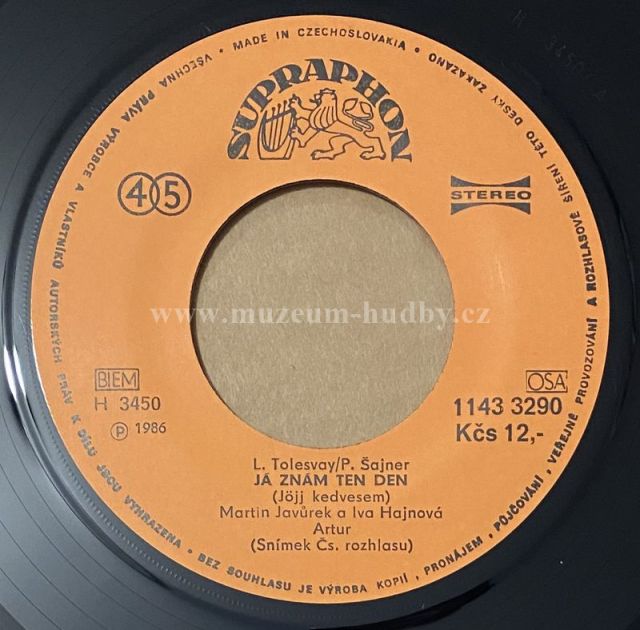 VŠECHNA PRÁVA VÝROBCE A VLASTNÍKŮ AUTORSKÝCH PRÁV K DÍLU JSOU VYHRAZENA • BEZ SOUHLASU JE VÝROBA KOPIÍ, PRONÁJEM, PŮJČOVÁNÍ, VEŘEJNÉ PROVOZOVÁNÍ A ROZHLASOVÉ ŠÍŘENÍ TÉTO DESKY ZAKÁZÁNO
• MADE IN CZECHOSLOVAKIA •
SUPRAPHON
45
STEREO
www.muzeum-hudby.cz
BIEM
OSA
H 3450
1143 3290
Ⓟ 1986
Kčs 12,-
L. Tolesvay/P. Šajner
JÁ ZNÁM TEN DEN
(Jöjj kedvesem)
Martin Javůrek a Iva Hajnová
Artur
(Snímek Čs. rozhlasu)